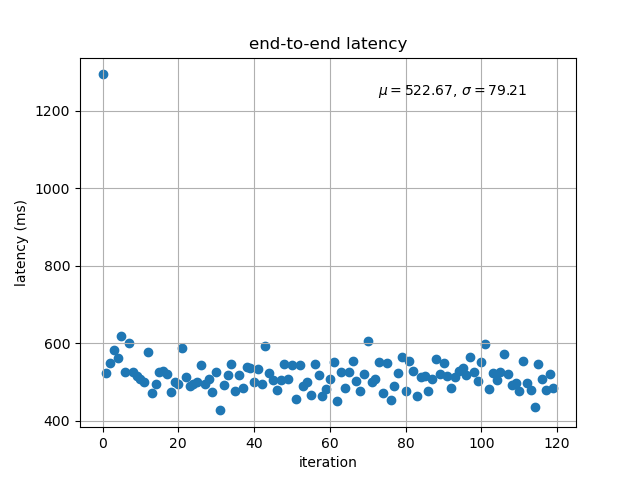 end-to-end latency
μ = 522.67, σ = 79.21
1200
1000
800
600
400
latency (ms)
0 20 40 60 80 100 120
iteration